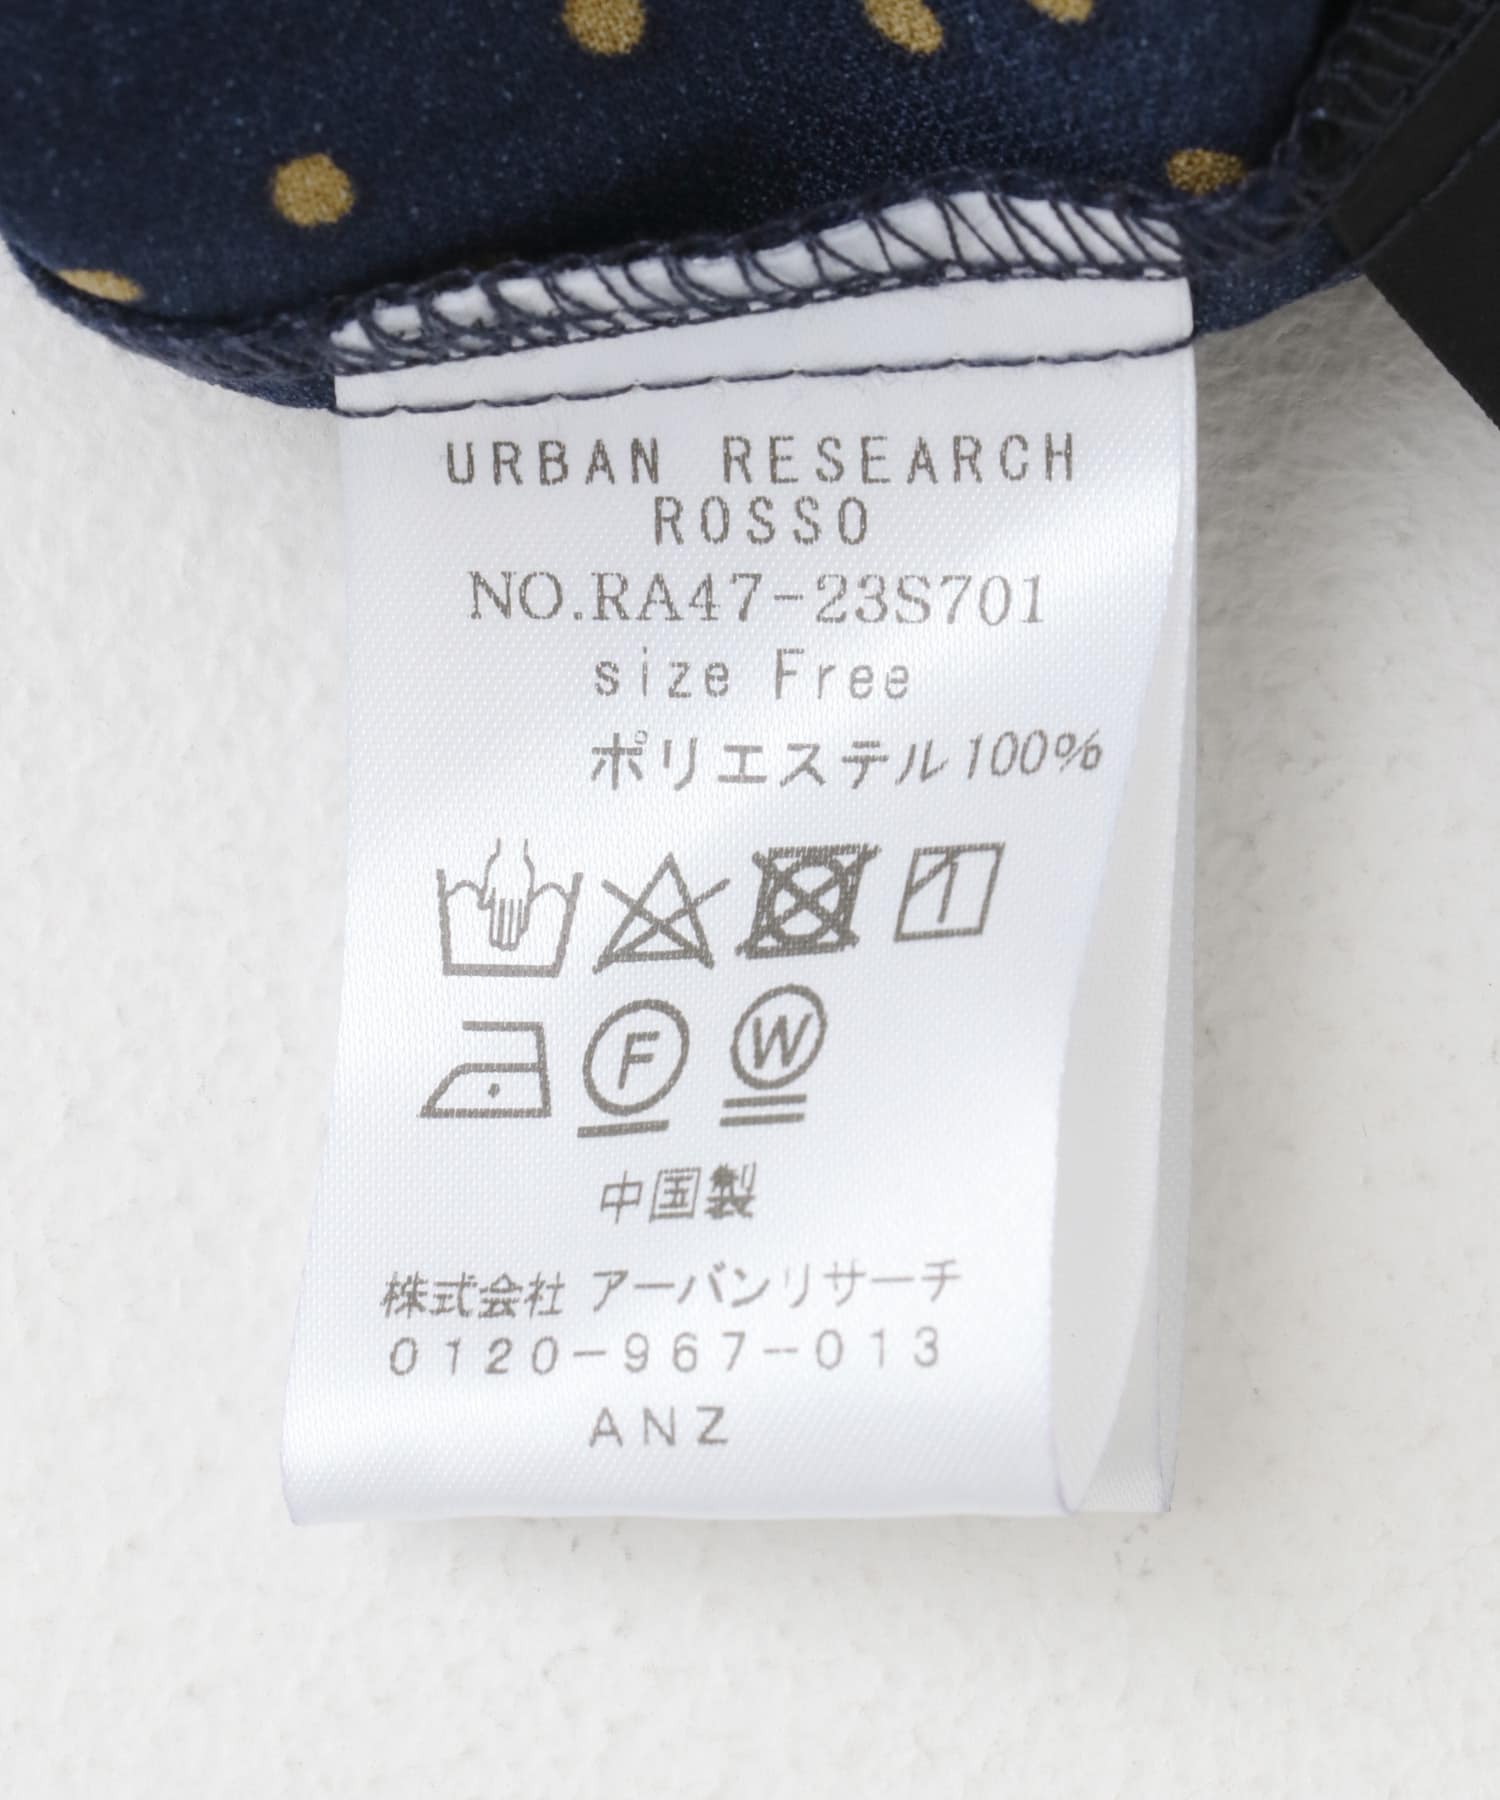 URBAN RESEARCH
ROSSO
NO.RA47-23S701
size Free
ポリエステル100%
F W
中国製
株式会社 アーバンリサーチ
0120-967-013
ANZ